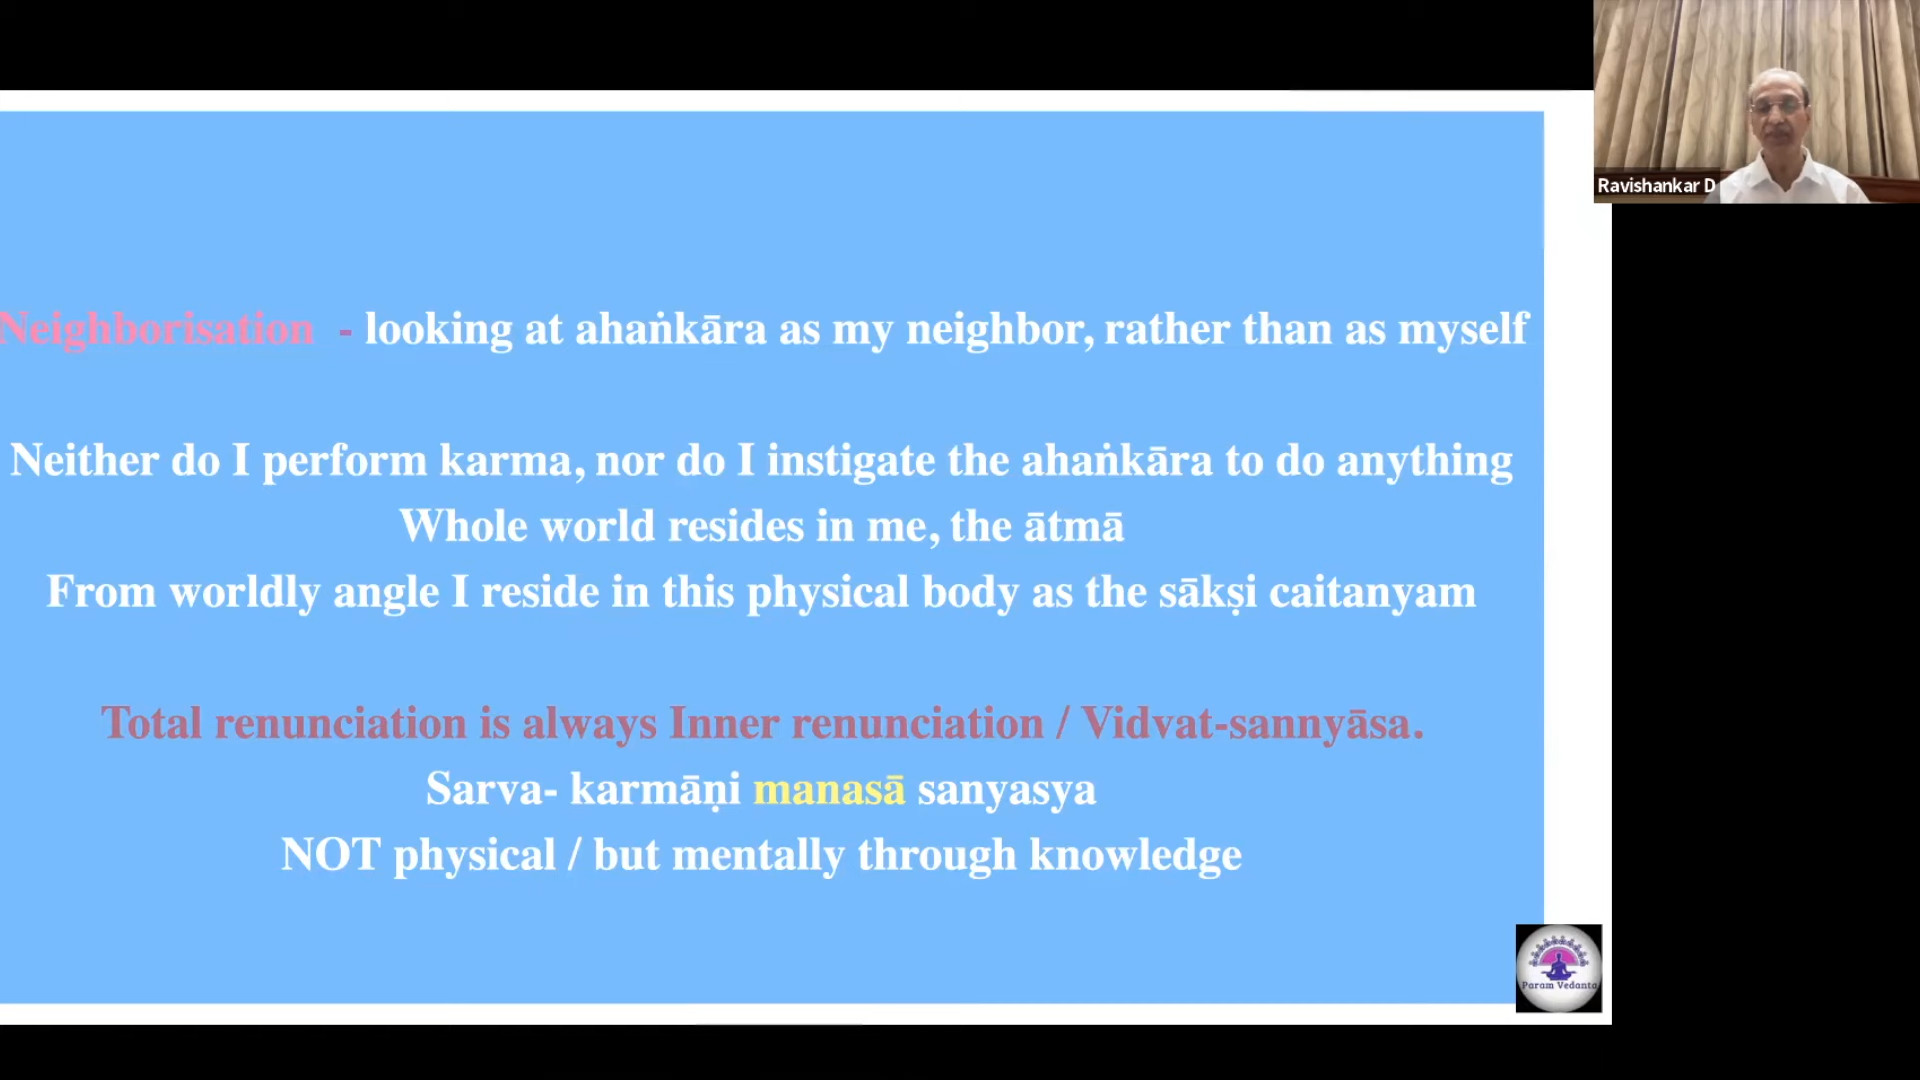 Ravishankar D
Neighborisation - looking at ahaṅkāra as my neighbor, rather than as myself
Neither do I perform karma, nor do I instigate the ahaṅkāra to do anything
Whole world resides in me, the ātmā
From worldly angle I reside in this physical body as the sākṣi caitanyam
Total renunciation is always Inner renunciation / Vidvat-sannyāsa.
Sarva- karmāṇi manasā sanyasya
NOT physical / but mentally through knowledge
Param Vedanta